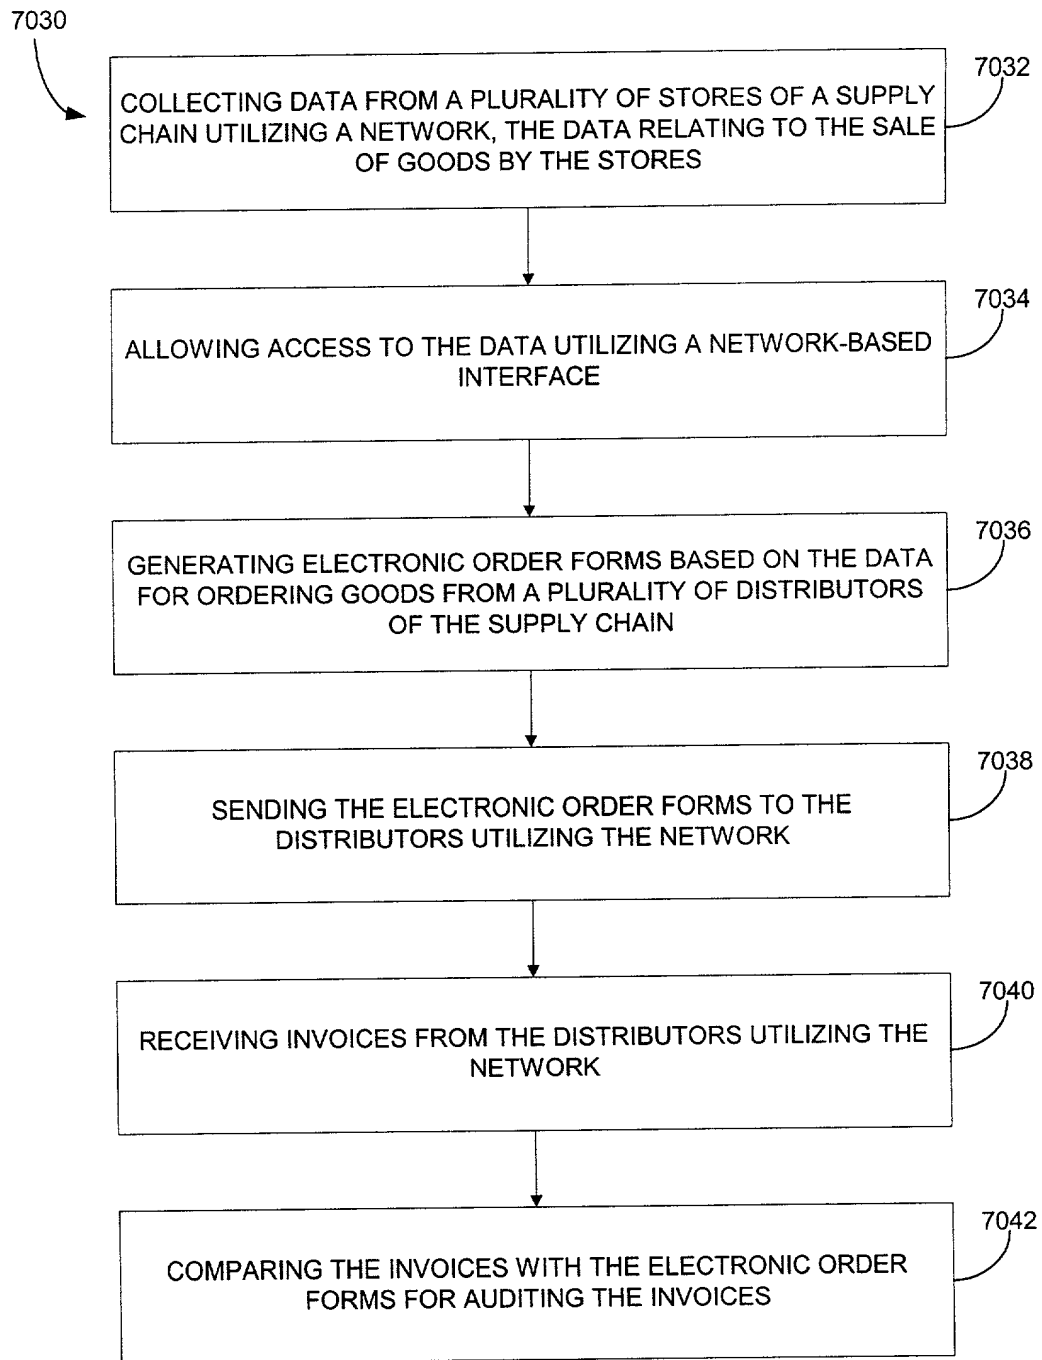 7030
7032
COLLECTING DATA FROM A PLURALITY OF STORES OF A SUPPLY
CHAIN UTILIZING A NETWORK, THE DATA RELATING TO THE SALE
OF GOODS BY THE STORES
7034
ALLOWING ACCESS TO THE DATA UTILIZING A NETWORK-BASED
INTERFACE
7036
GENERATING ELECTRONIC ORDER FORMS BASED ON THE DATA
FOR ORDERING GOODS FROM A PLURALITY OF DISTRIBUTORS
OF THE SUPPLY CHAIN
7038
SENDING THE ELECTRONIC ORDER FORMS TO THE
DISTRIBUTORS UTILIZING THE NETWORK
7040
RECEIVING INVOICES FROM THE DISTRIBUTORS UTILIZING THE
NETWORK
7042
COMPARING THE INVOICES WITH THE ELECTRONIC ORDER
FORMS FOR AUDITING THE INVOICES